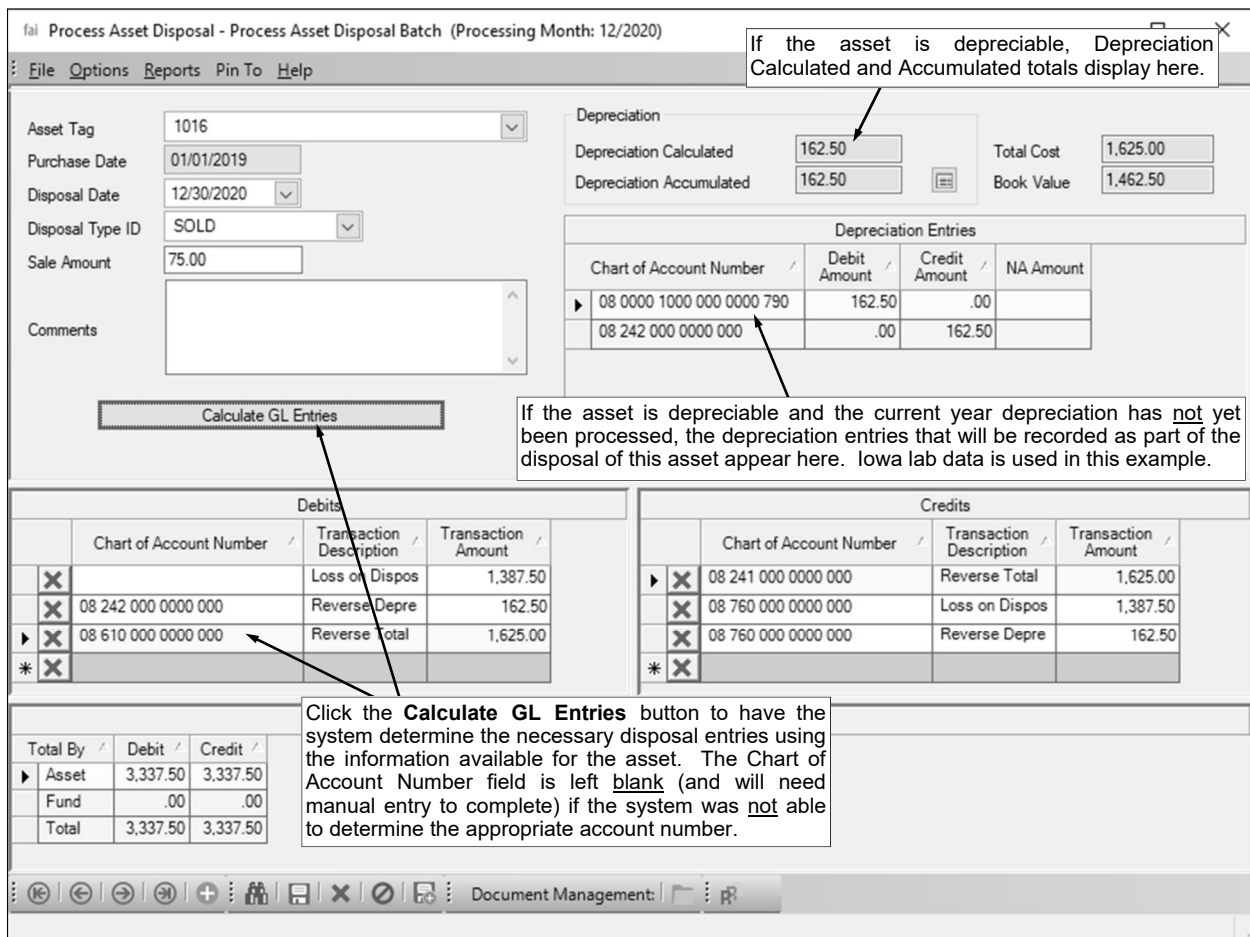 fai Process Asset Disposal - Process Asset Disposal Batch (Processing Month: 12/2020)
If the asset is depreciable, Depreciation
Calculated and Accumulated totals display here.
File Options Reports Pin To Help
Asset Tag 1016
Purchase Date 01/01/2019
Disposal Date 12/30/2020
Disposal Type ID SOLD
Sale Amount 75.00
Comments
Calculate GL Entries
Depreciation
Depreciation Calculated 162.50 Total Cost 1,625.00
Depreciation Accumulated 162.50 Book Value 1,462.50
Depreciation Entries
Chart of Account Number Debit Amount Credit Amount NA Amount
08 0000 1000 000 0000 790 162.50 .00
08 242 000 0000 000 .00 162.50
If the asset is depreciable and the current year depreciation has not yet
been processed, the depreciation entries that will be recorded as part of the
disposal of this asset appear here. Iowa lab data is used in this example.
Debits
Chart of Account Number Transaction Description Transaction Amount
Loss on Dispos 1,387.50
08 242 000 0000 000 Reverse Depre 162.50
08 610 000 0000 000 Reverse Total 1,625.00
Credits
Chart of Account Number Transaction Description Transaction Amount
08 241 000 0000 000 Reverse Total 1,625.00
08 760 000 0000 000 Loss on Dispos 1,387.50
08 760 000 0000 000 Reverse Depre 162.50
Click the Calculate GL Entries button to have the
system determine the necessary disposal entries using
the information available for the asset. The Chart of
Account Number field is left blank (and will need
manual entry to complete) if the system was not able
to determine the appropriate account number.
Total By Debit Credit
Asset 3,337.50 3,337.50
Fund .00 .00
Total 3,337.50 3,337.50
Document Management: